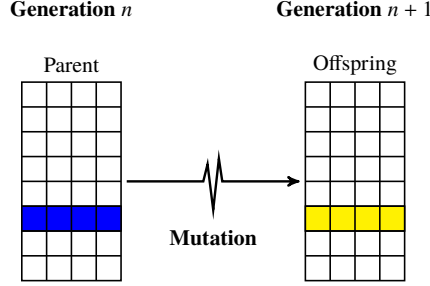 Generation n
Generation n + 1
Parent
Offspring
Mutation